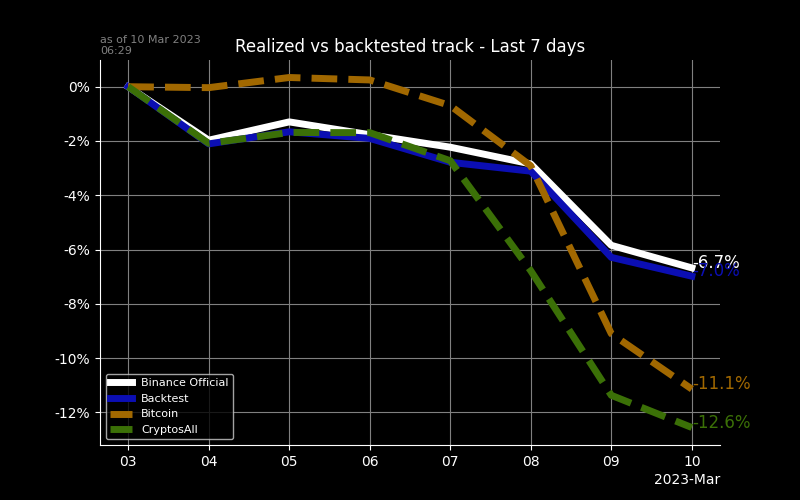 as of 10 Mar 2023
06:29
Realized vs backtested track - Last 7 days
0%
-2%
-4%
-6%
-8%
-10%
-12%
-6.7%
-7.0%
-11.1%
-12.6%
Binance Official
Backtest
Bitcoin
CryptosAll
03 04 05 06 07 08 09 10
2023-Mar